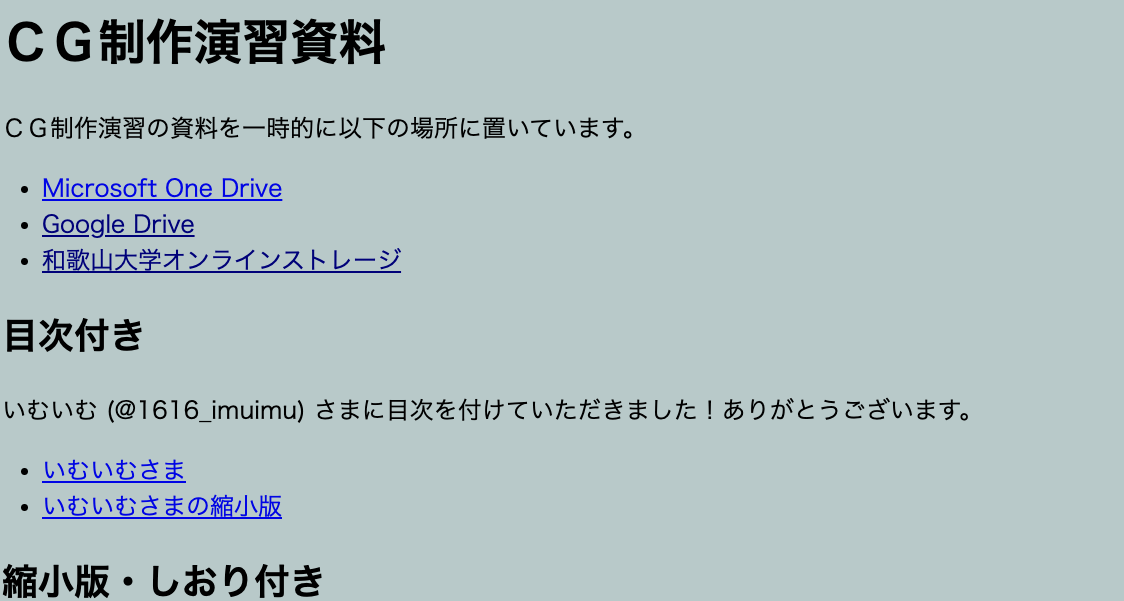 ＣＧ制作演習資料
ＣＧ制作演習の資料を一時的に以下の場所に置いています。
• Microsoft One Drive
• Google Drive
• 和歌山大学オンラインストレージ
目次付き
いむいむ (@1616_imuimu) さまに目次を付けていただきました！ありがとうございます。
• いむいむさま
• いむいむさまの縮小版
縮小版・しおり付き